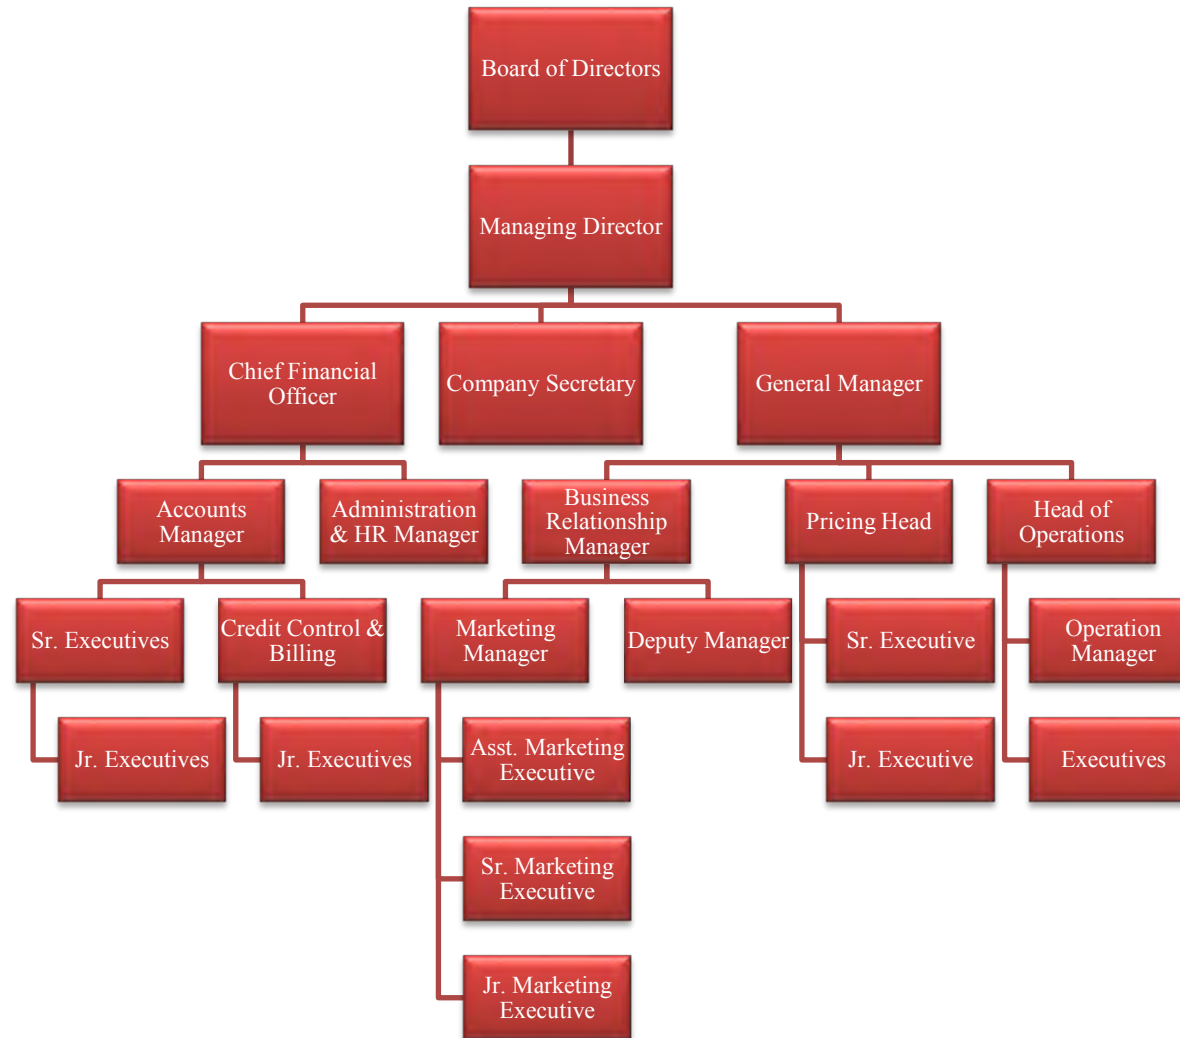 Board of Directors
Managing Director
Chief Financial
Officer
Company Secretary
General Manager
Accounts
Manager
Administration
& HR Manager
Business
Relationship
Manager
Pricing Head
Head of
Operations
Sr. Executives
Credit Control &
Billing
Marketing
Manager
Deputy Manager
Sr. Executive
Operation
Manager
Jr. Executives
Jr. Executives
Asst. Marketing
Executive
Jr. Executive
Executives
Sr. Marketing
Executive
Jr. Marketing
Executive